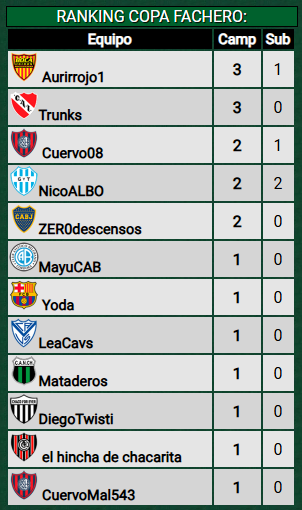 RANKING COPA FACHERO:
Equipo Camp Sub
Aurirrojo1 3 1
Trunks 3 0
Cuervo08 2 1
NicoALBO 2 2
ZER0descensos 2 0
MayuCAB 1 0
Yoda 1 0
LeaCavs 1 0
Mataderos 1 0
DiegoTwisti 1 0
el hincha de chacarita 1 0
CuervoMal543 1 0